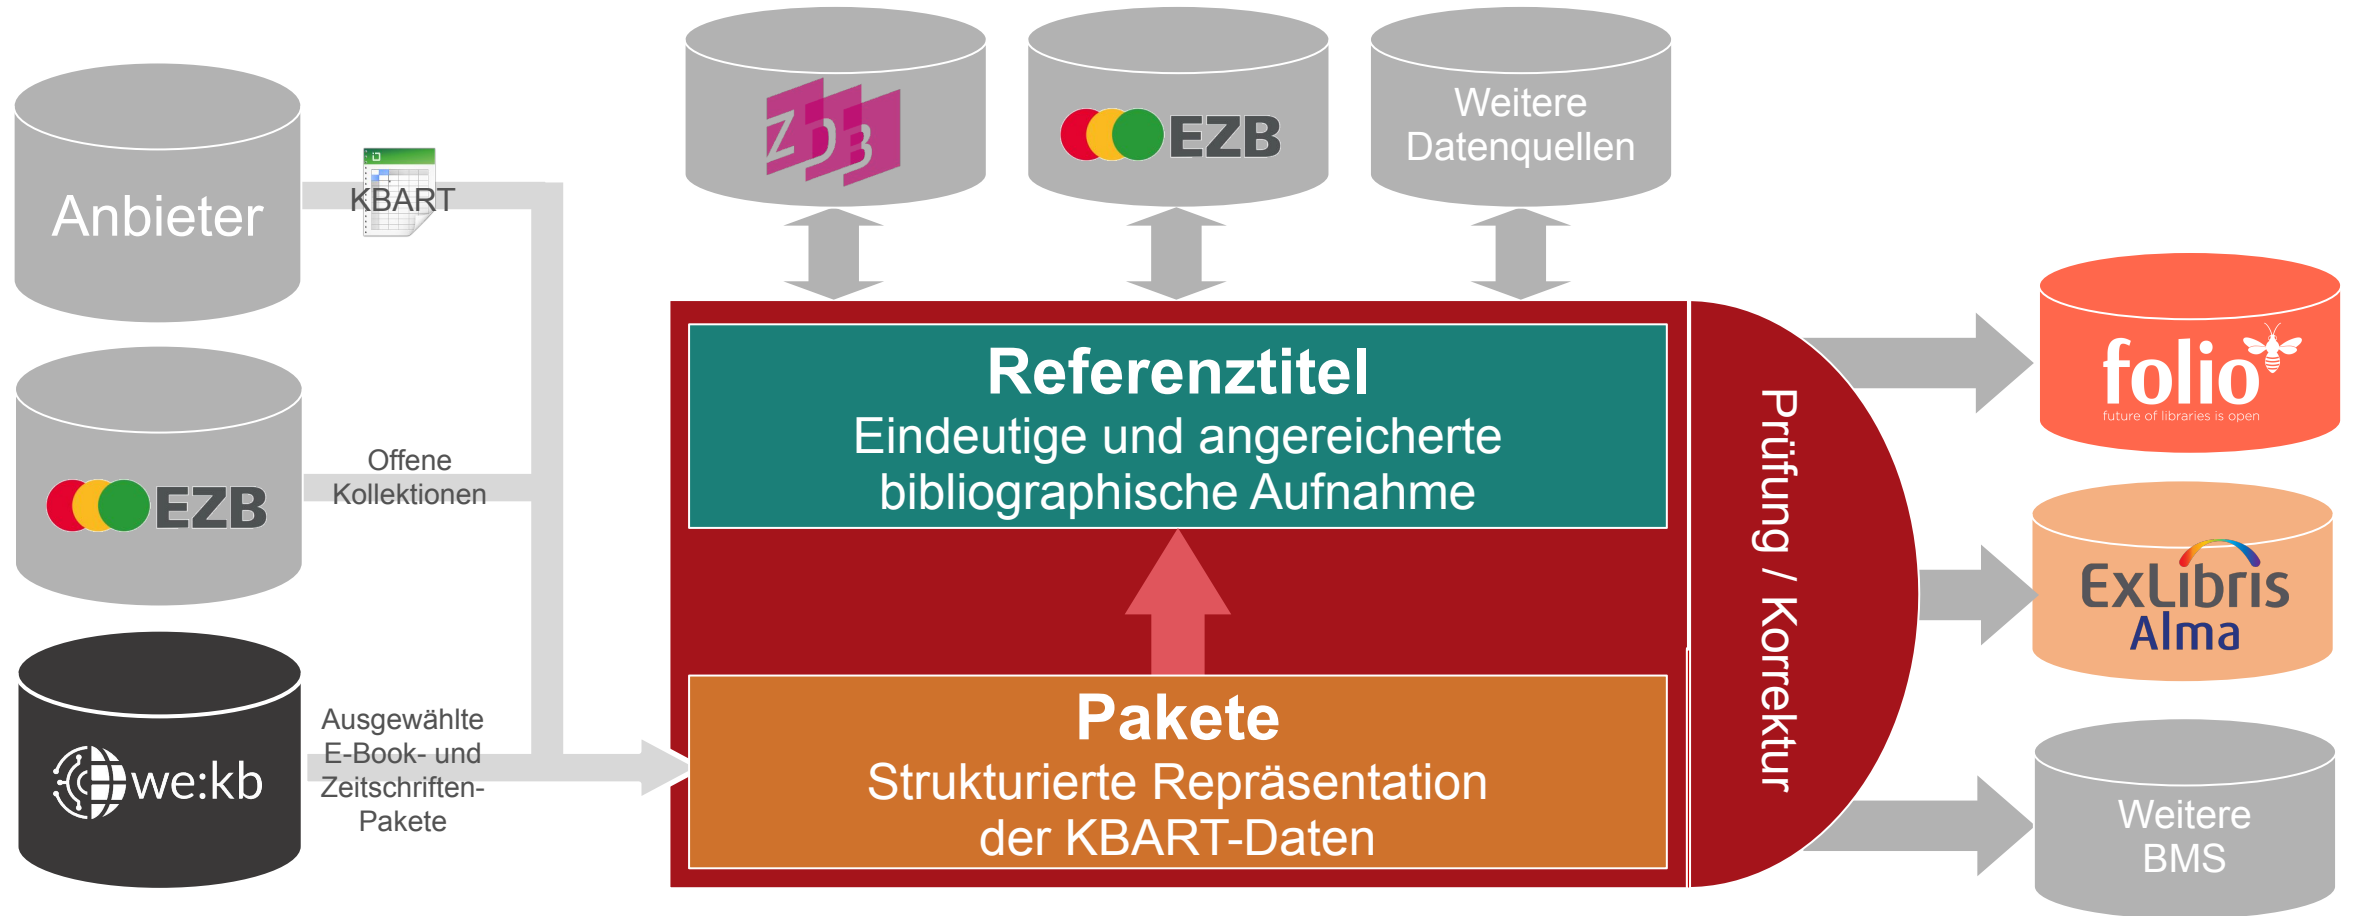 Anbieter
KBART
EZB
Offene
Kollektionen
we:kb
Ausgewählte
E-Book- und
Zeitschriften-
Pakete
ZDB
EZB
Weitere
Datenquellen
Referenztitel
Eindeutige und angereicherte
bibliographische Aufnahme
Pakete
Strukturierte Repräsentation
der KBART-Daten
Prüfung / Korrektur
folio
future of libraries is open
ExLibris
Alma
Weitere
BMS